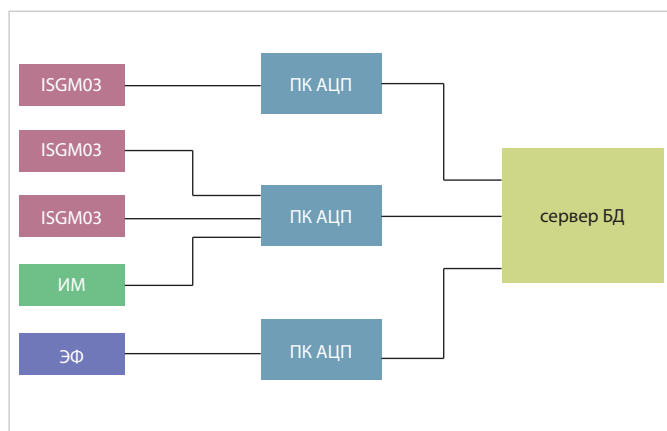 ISGM03
ПК АЦП
ISGM03
ISGM03
ПК АЦП
сервер БД
ИМ
ЭФ
ПК АЦП